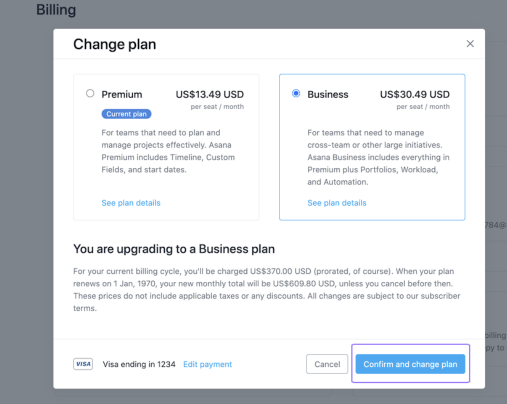 Billing
Change plan
Premium
US$13.49 USD
per seat / month
Current plan
For teams that need to plan and
manage projects effectively. Asana
Premium includes Timeline, Custom
Fields, and start dates.
See plan details
Business
US$30.49 USD
per seat / month
For teams that need to manage
cross-team or other large initiatives.
Asana Business includes everything in
Premium plus Portfolios, Workload,
and Automation.
See plan details
784@
You are upgrading to a Business plan
For your current billing cycle, you'll be charged US$370.00 USD (prorated, of course). When your plan
renews on 1 Jan, 1970, your new monthly total will be US$609.80 USD, unless you cancel before then.
These prices do not include applicable taxes or any discounts. All changes are subject to our subscriber
terms.
billing
py to
VISA
Visa ending in 1234
Edit payment
Cancel
Confirm and change plan